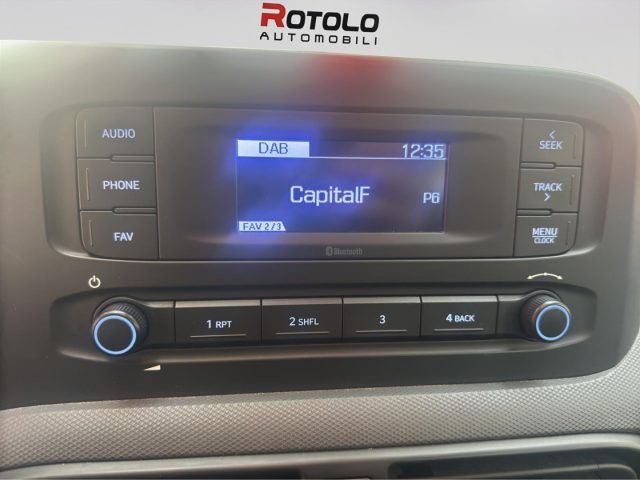 ROTOLO
AUTOMOBILI
AUDIO
PHONE
FAV
DAB 12:35
CapitalF P6
FAV 2/3
< SEEK
TRACK >
MENU
CLOCK
Bluetooth
1 RPT
2 SHFL
3
4 BACK